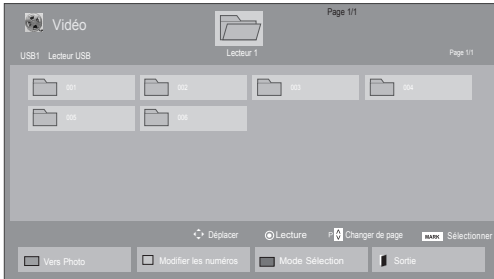 Page 1/1
Vidéo
Lecteur 1
USB1 Lecteur USB
Page 1/1
001 002 003 004
005 006
Déplacer Lecture P Changer de page MARK Sélectionner
Vers Photo Modifier les numéros Mode Sélection Sortie